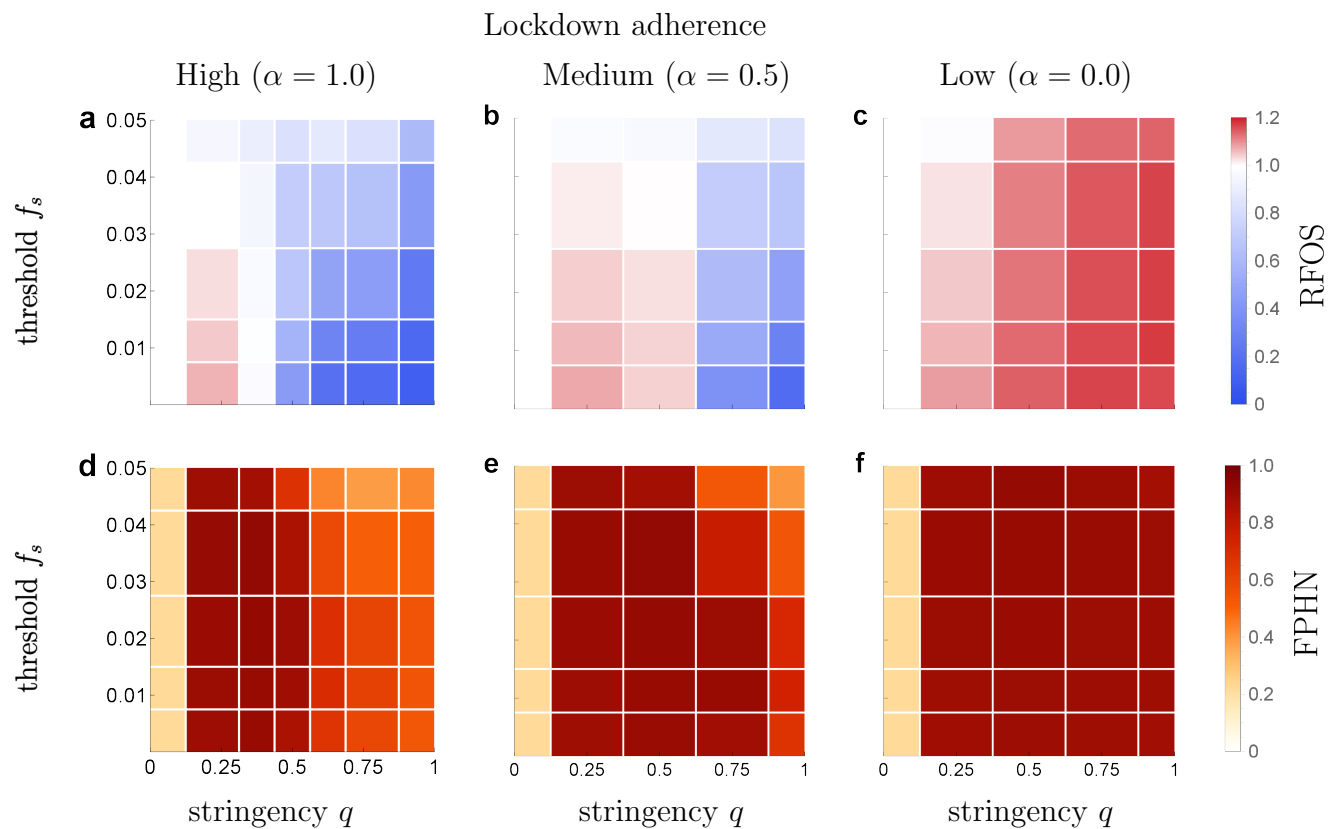 Lockdown adherence
High (α = 1.0)
Medium (α = 0.5)
Low (α = 0.0)
a
b
c
threshold fₛ
0.05
0.04
0.03
0.02
0.01
1.2
1.0
0.8
0.6
0.4
0.2
0
RFOS
d
e
f
threshold fₛ
0.05
0.04
0.03
0.02
0.01
1.0
0.8
0.6
0.4
0.2
0
FPHN
0 0.25 0.5 0.75 1
0 0.25 0.5 0.75 1
0 0.25 0.5 0.75 1
stringency q
stringency q
stringency q